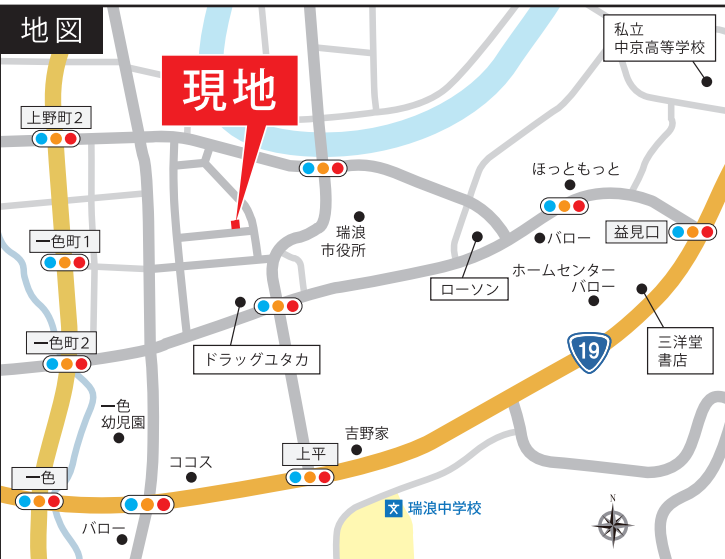 地図
私立
中京高等学校
現地
上野町2
ほっともっと
瑞浪
市役所
一色町1
バロー
益見口
ホームセンター
バロー
ローソン
一色町2
ドラッグユタカ
19
三洋堂
書店
一色
幼児園
吉野家
上平
ココス
一色
文 瑞浪中学校
バロー
N